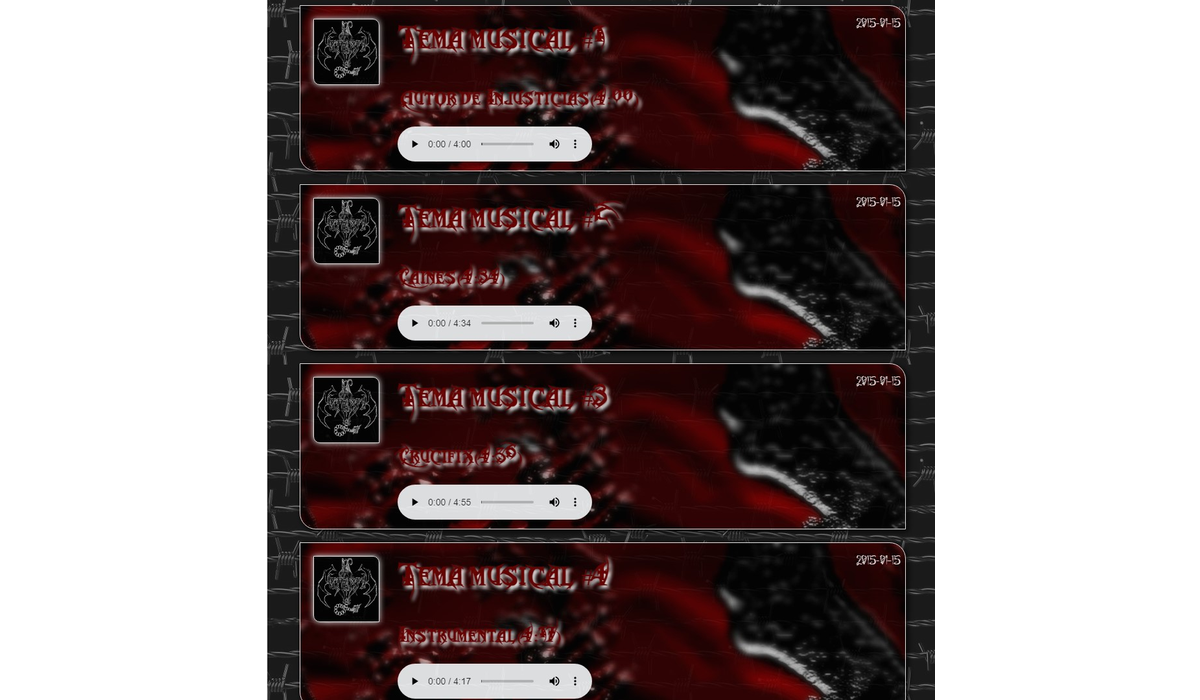 2015-01-15
Tema musical #1
Autor de Injusticias (4:00)
0:00 / 4:00
2015-01-15
Tema musical #2
Caines (4:34)
0:00 / 4:34
2015-01-15
Tema musical #3
Crucifix (4:56)
0:00 / 4:55
2015-01-15
Tema musical #4
Instrumental (4:17)
0:00 / 4:17